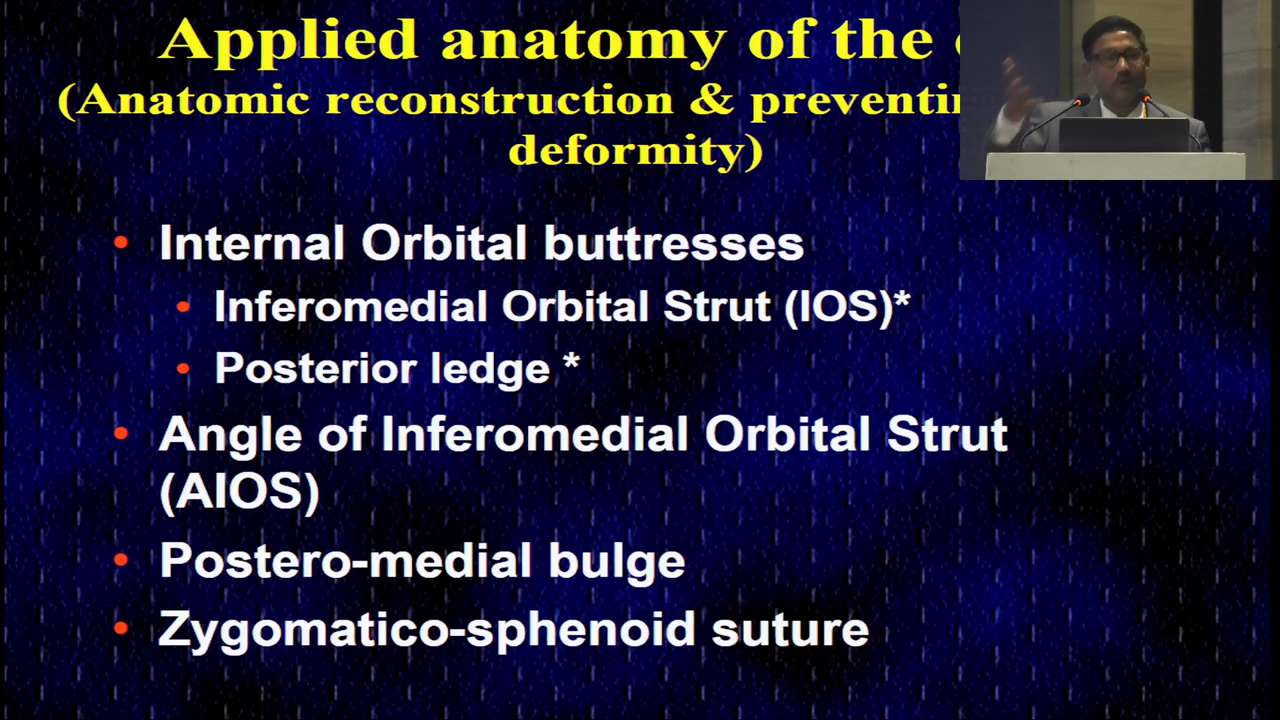 Applied anatomy of the
(Anatomic reconstruction &
deformity)
• Internal Orbital buttresses
• Inferomedial Orbital Strut (IOS)*
• Posterior ledge *
• Angle of Inferomedial Orbital Strut
(AIOS)
• Postero-medial bulge
• Zygomatico-sphenoid suture